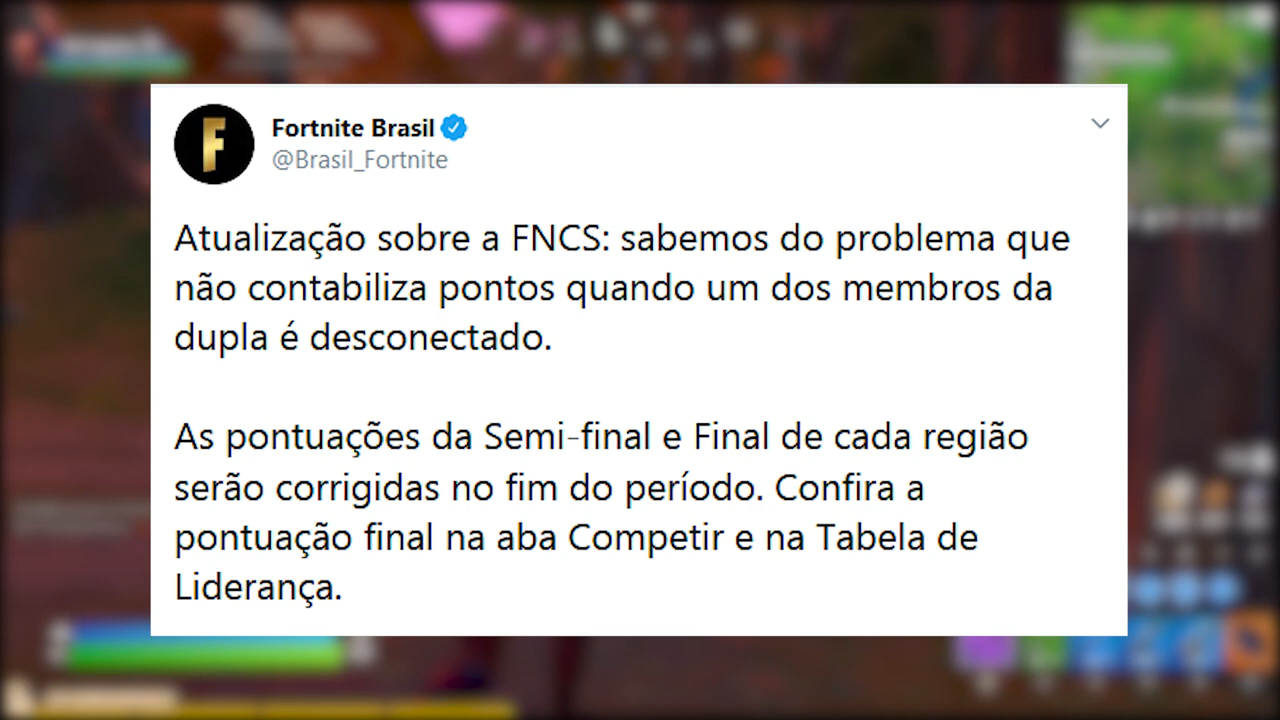 Fortnite Brasil
@Brasil_Fortnite
Atualização sobre a FNCS: sabemos do problema que
não contabiliza pontos quando um dos membros da
dupla é desconectado.
As pontuações da Semi-final e Final de cada região
serão corrigidas no fim do período. Confira a
pontuação final na aba Competir e na Tabela de
Liderança.